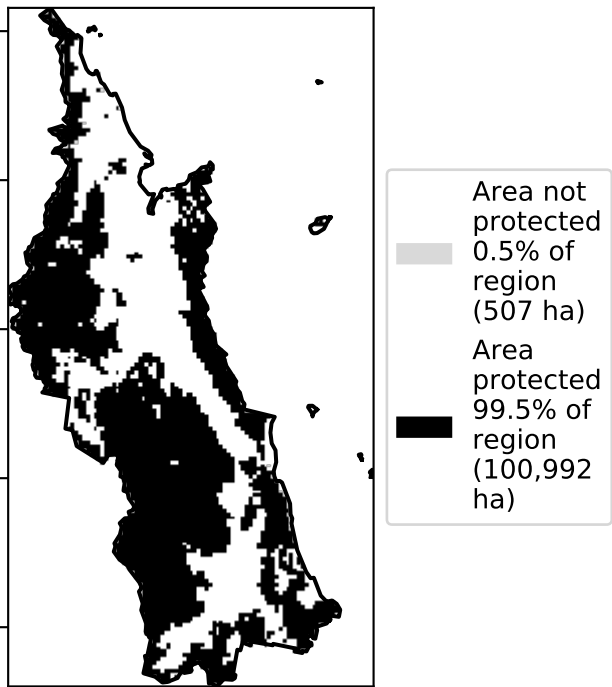 Area not
protected
0.5% of
region
(507 ha)
Area
protected
99.5% of
region
(100,992
ha)